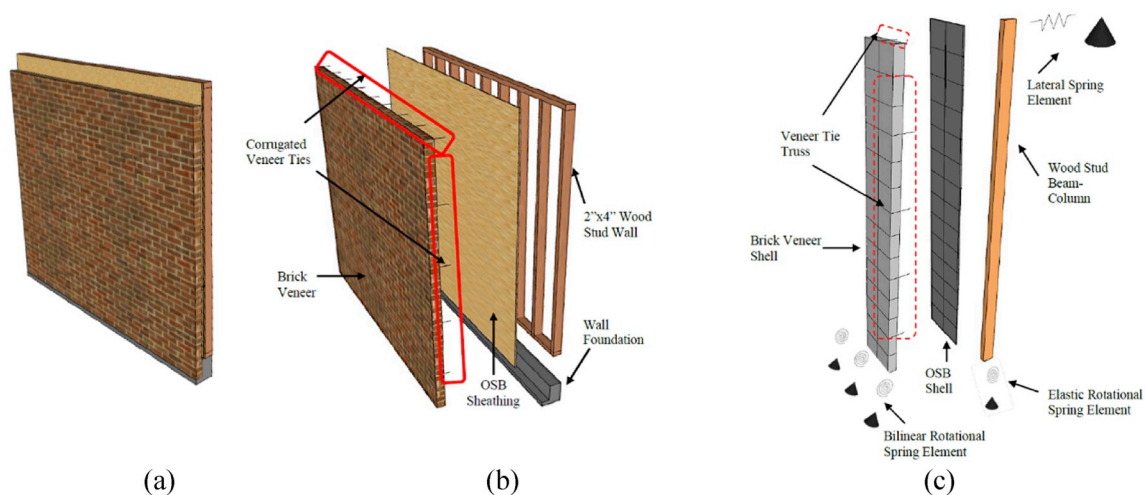 Corrugated
Veneer Ties
Brick
Veneer
OSB
Sheathing
2”x4” Wood
Stud Wall
Wall
Foundation
Veneer Tie
Truss
Brick Veneer
Shell
OSB
Shell
Bilinear Rotational
Spring Element
Lateral Spring
Element
Wood Stud
Beam-
Column
Elastic Rotational
Spring Element
(a)
(b)
(c)